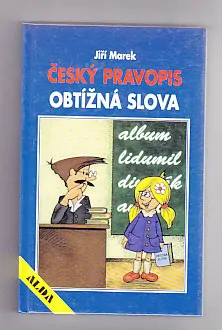 Jiří Marek
ČESKÝ PRAVOPIS
OBTÍŽNÁ SLOVA
album
lidumil
ALDA